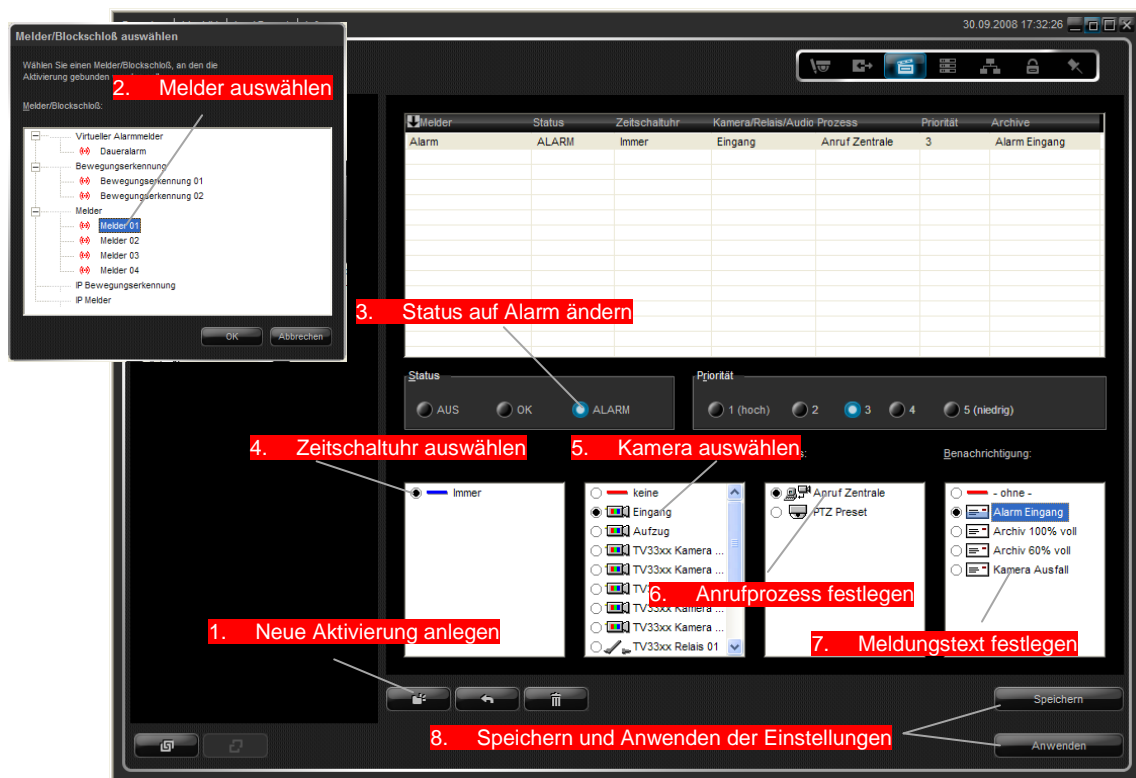 30.09.2008 17:32:26
Melder/Blockschloß auswählen
Wählen Sie einen Melder/Blockschloß, an den die
Aktivierung gebunden
2. Melder auswählen
Melder/Blockschloß:
Virtueller Alarmmelder
Daueralarm
Bewegungserkennung
Bewegungserkennung 01
Bewegungserkennung 02
Melder
Melder 01
Melder 02
Melder 03
Melder 04
IP Bewegungserkennung
IP Melder
OK Abbrechen
Melder Status Zeitschaltuhr Kamera/Relais/Audio Prozess Priorität Archive
Alarm ALARM Immer Eingang Anruf Zentrale 3 Alarm Eingang
3. Status auf Alarm ändern
Status
AUS OK ALARM
Priorität
1 (hoch) 2 3 4 5 (niedrig)
4. Zeitschaltuhr auswählen
5. Kamera auswählen
Benachrichtigung:
Immer
keine
Eingang
Aufzug
TV33xx Kamera ...
TV33xx Kamera ...
TV33xx Kamera ...
TV33xx Kamera ...
TV33xx Relais 01
Anruf Zentrale
PTZ Preset
- ohne -
Alarm Eingang
Archiv 100% voll
Archiv 60% voll
Kamera Ausfall
6. Anrufprozess festlegen
1. Neue Aktivierung anlegen
7. Meldungstext festlegen
Speichern
8. Speichern und Anwenden der Einstellungen
Anwenden